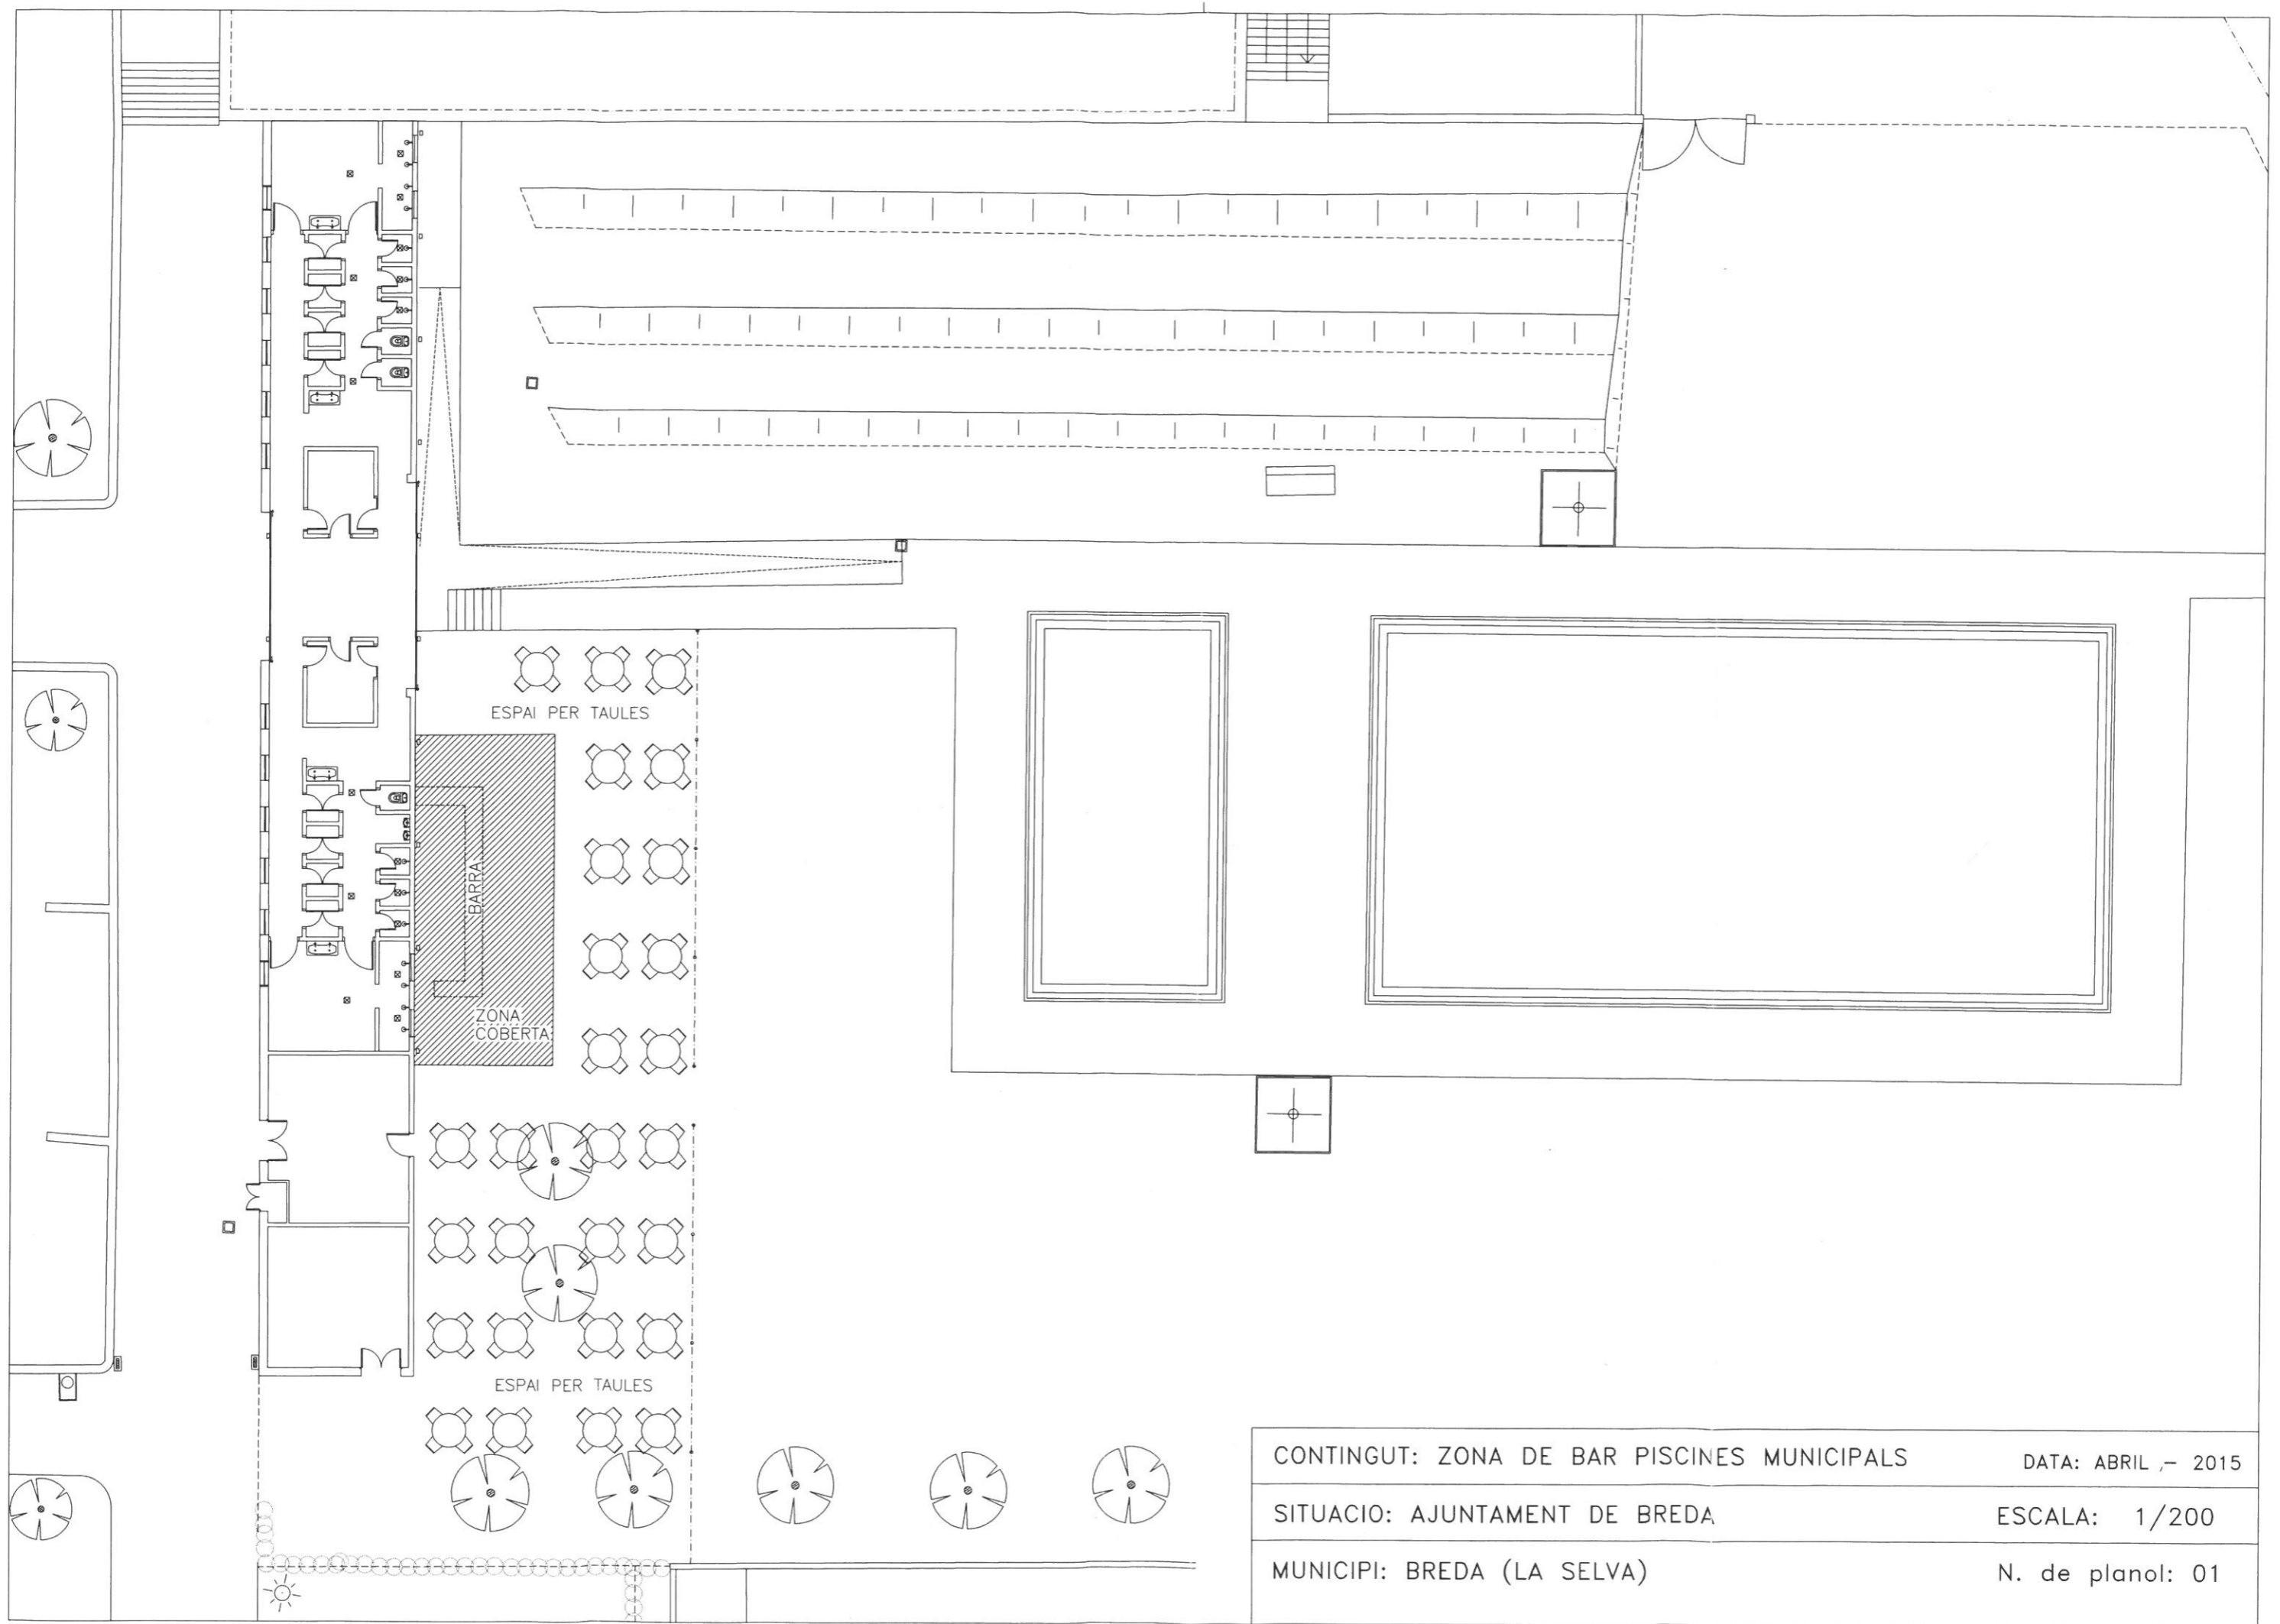 ESPAI PER TAULES
BARRA
ZONA
COBERTA
ESPAI PER TAULES
CONTINGUT: ZONA DE BAR PISCINES MUNICIPALS
DATA: ABRIL ,- 2015
SITUACIO: AJUNTAMENT DE BREDA
ESCALA: 1/200
MUNICIPI: BREDA (LA SELVA)
N. de planol: 01